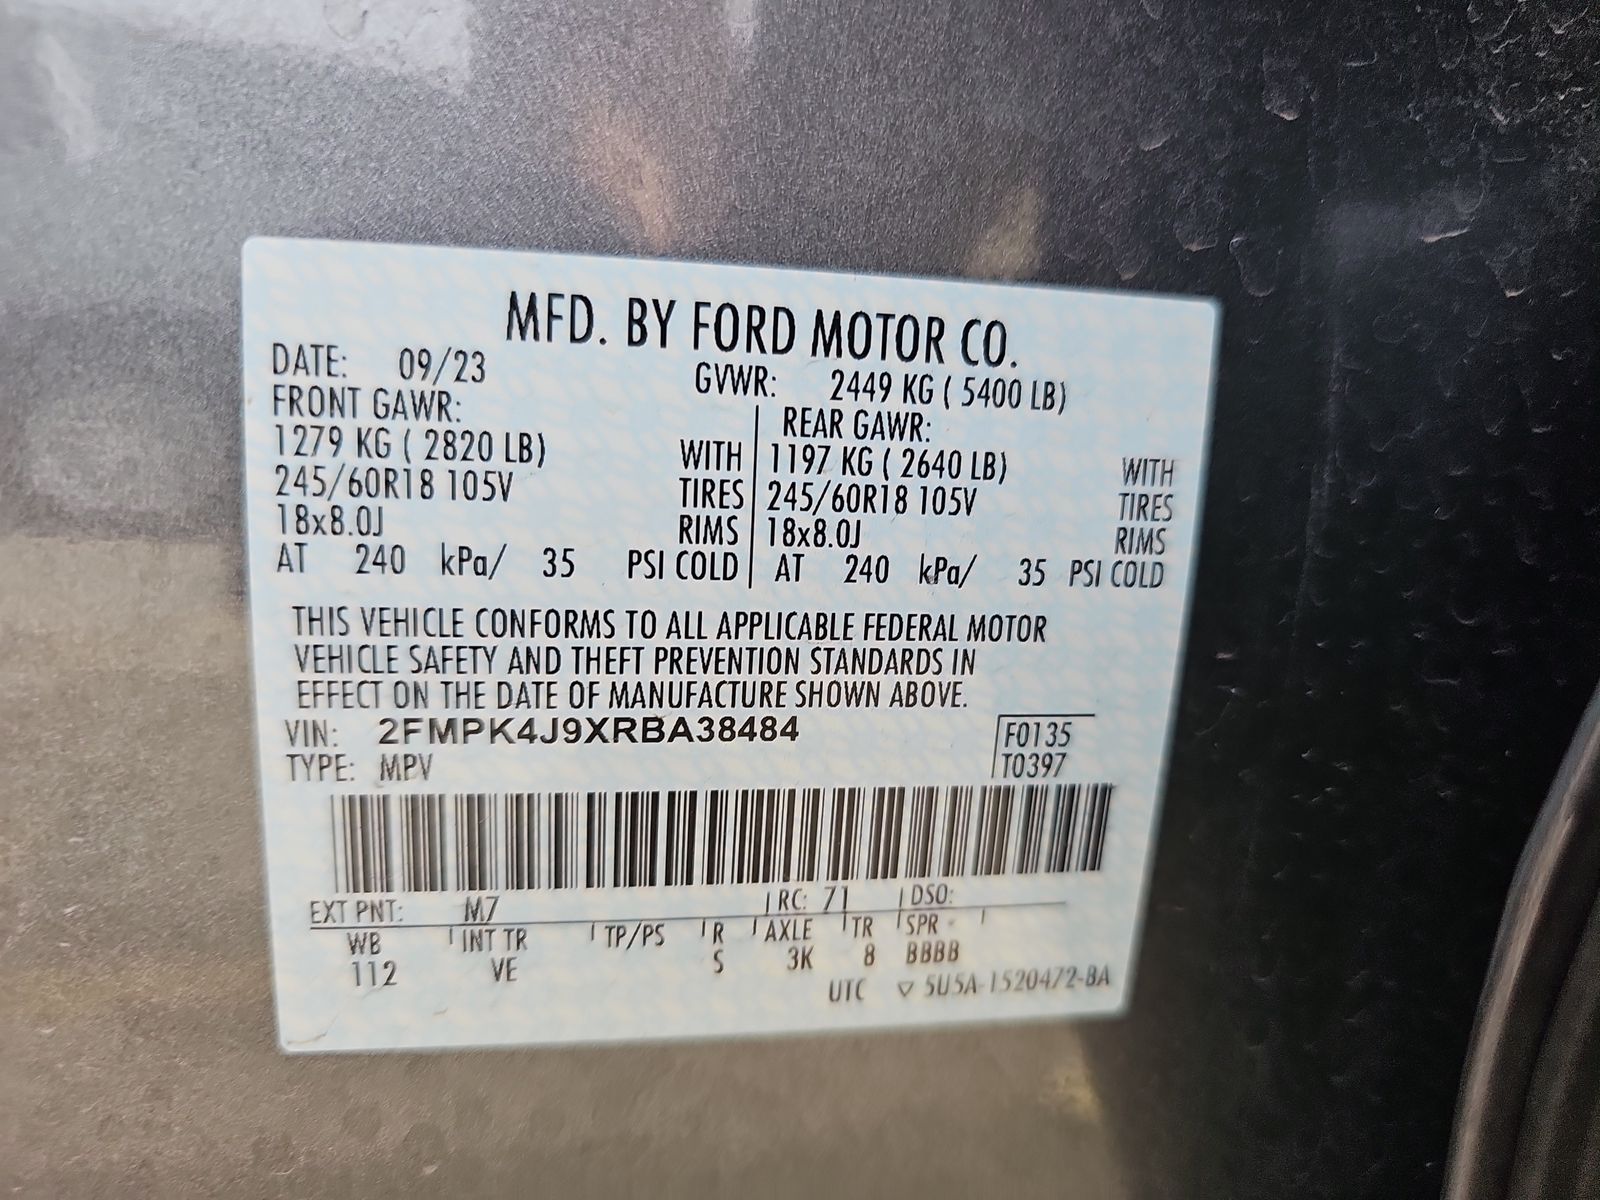 MFD. BY FORD MOTOR CO.
DATE: 09/23 GVWR: 2449 KG ( 5400 LB)
FRONT GAWR: REAR GAWR:
1279 KG ( 2820 LB) WITH 1197 KG ( 2640 LB) WITH
245/60R18 105V TIRES 245/60R18 105V TIRES
18x8.0J RIMS 18x8.0J RIMS
AT 240 kPa/ 35 PSI COLD AT 240 kPa/ 35 PSI COLD
THIS VEHICLE CONFORMS TO ALL APPLICABLE FEDERAL MOTOR
VEHICLE SAFETY AND THEFT PREVENTION STANDARDS IN
EFFECT ON THE DATE OF MANUFACTURE SHOWN ABOVE.
VIN: 2FMPK4J9XRBA38484 F0135
TYPE: MPV T0397
EXT PNT: M7 RC: 71 DSO:
WB INT TR TP/PS R AXLE TR SPR
112 VE S 3K 8 BBBB
UTC ▽ 5U5A-1520472-BA